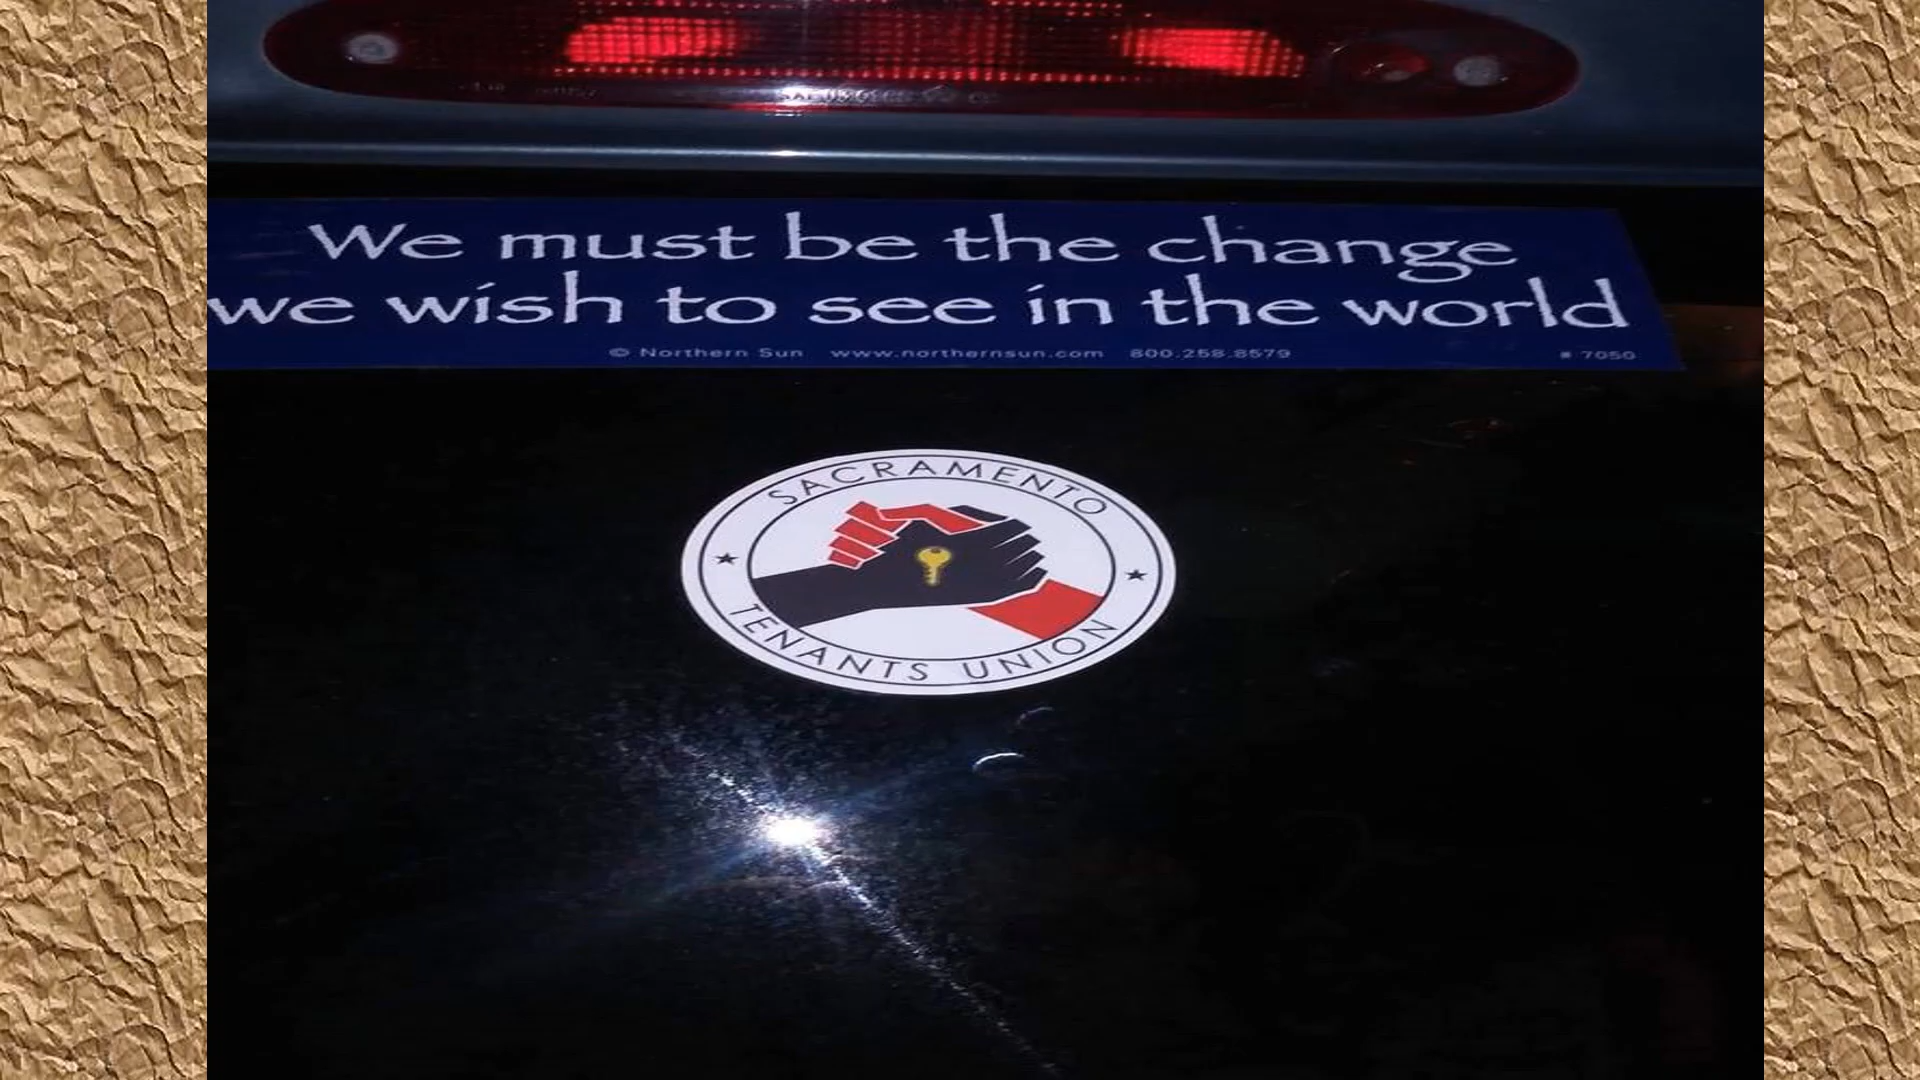 We must be the change
we wish to see in the world
© Northern Sun www.northernsun.com 800.258.8579 # 7050
SACRAMENTO
TENANTS UNION